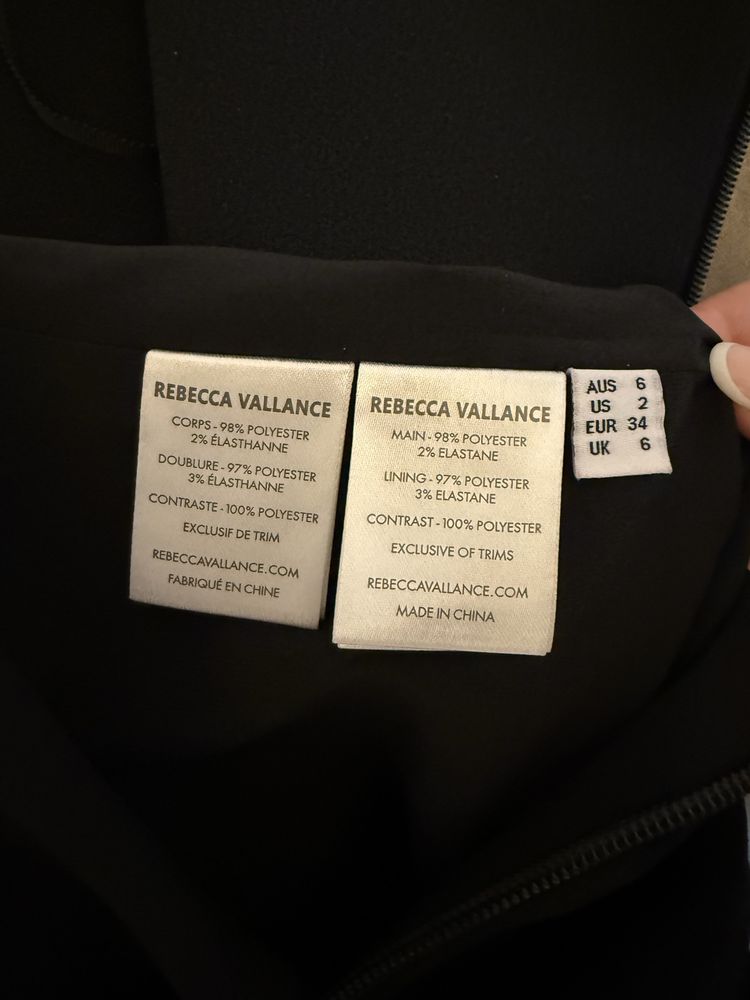 REBECCA VALLANCE
CORPS - 98% POLYESTER
2% ÉLASTHANNE
DOUBLURE - 97% POLYESTER
3% ÉLASTHANNE
CONTRASTE - 100% POLYESTER
EXCLUSIF DE TRIM
REBECCAVALLANCE.COM
FABRIQUÉ EN CHINE
REBECCA VALLANCE
MAIN - 98% POLYESTER
2% ELASTANE
LINING - 97% POLYESTER
3% ELASTANE
CONTRAST - 100% POLYESTER
EXCLUSIVE OF TRIMS
REBECCAVALLANCE.COM
MADE IN CHINA
AUS 6
US 2
EUR 34
UK 6